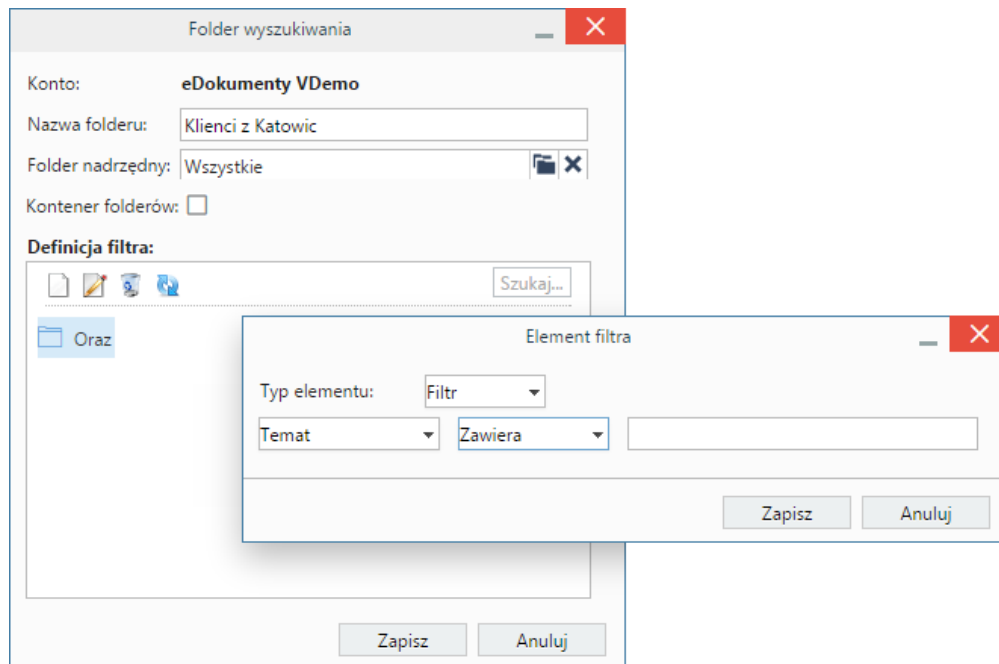 Folder wyszukiwania
Konto: eDokumenty VDemo
Nazwa folderu: Klienci z Katowic
Folder nadrzędny: Wszystkie
Kontener folderów:
Definicja filtra:
Szukaj...
Oraz
Element filtra
Typ elementu: Filtr
Temat Zawiera
Zapisz Anuluj
Zapisz Anuluj